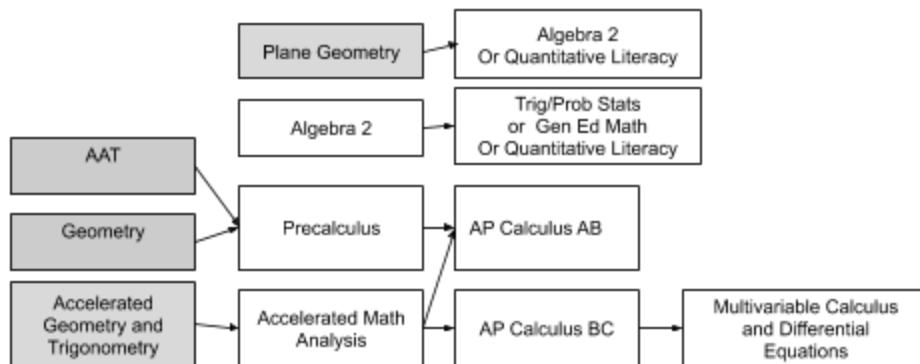 Plane Geometry
Algebra 2
Or Quantitative Literacy
Algebra 2
Trig/Prob Stats
or Gen Ed Math
Or Quantitative Literacy
AAT
Geometry
Precalculus
AP Calculus AB
Accelerated
Geometry and
Trigonometry
Accelerated Math
Analysis
AP Calculus BC
Multivariable Calculus
and Differential
Equations